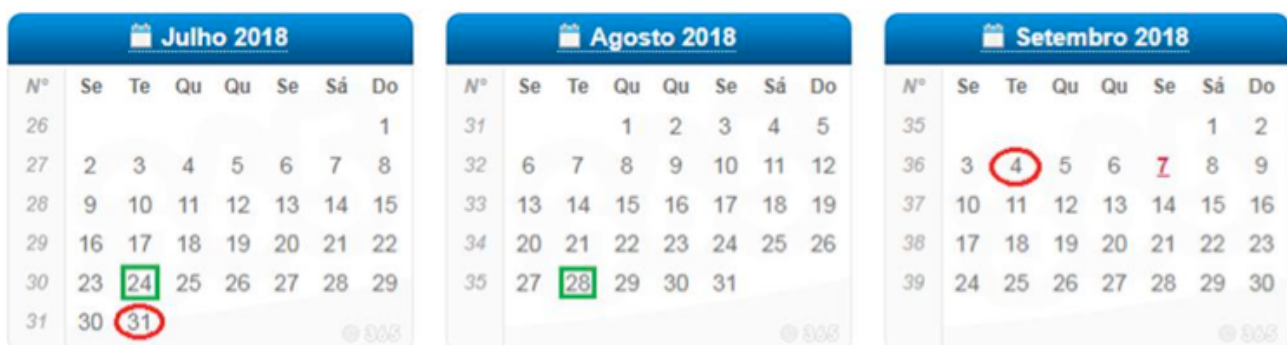 Julho 2018
Nº Se Te Qu Qu Se Sá Do
26 1
27 2 3 4 5 6 7 8
28 9 10 11 12 13 14 15
29 16 17 18 19 20 21 22
30 23 24 25 26 27 28 29
31 30 31
© 365
Agosto 2018
Nº Se Te Qu Qu Se Sá Do
31 1 2 3 4 5
32 6 7 8 9 10 11 12
33 13 14 15 16 17 18 19
34 20 21 22 23 24 25 26
35 27 28 29 30 31
© 365
Setembro 2018
Nº Se Te Qu Qu Se Sá Do
35 1 2
36 3 4 5 6 7 8 9
37 10 11 12 13 14 15 16
38 17 18 19 20 21 22 23
39 24 25 26 27 28 29 30
© 365